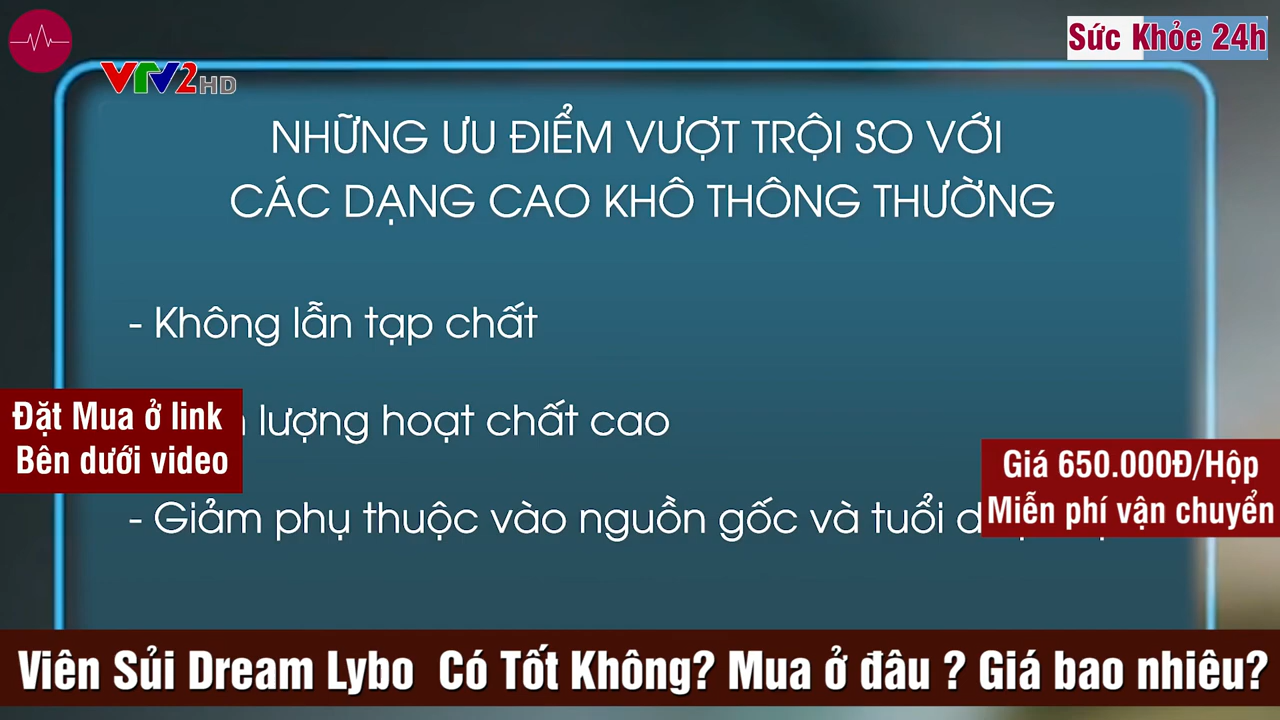 Sức Khỏe 24h
VTV2HD
NHỮNG ƯU ĐIỂM VƯỢT TRỘI SO VỚI
CÁC DẠNG CAO KHÔ THÔNG THƯỜNG
- Không lẫn tạp chất
lượng hoạt chất cao
- Giảm phụ thuộc vào nguồn gốc và tuổi
Đặt Mua ở link
Bên dưới video
Giá 650.000Đ/Hộp
Miễn phí vận chuyển
Viên Sủi Dream Lybo Có Tốt Không? Mua ở đâu ? Giá bao nhiêu?